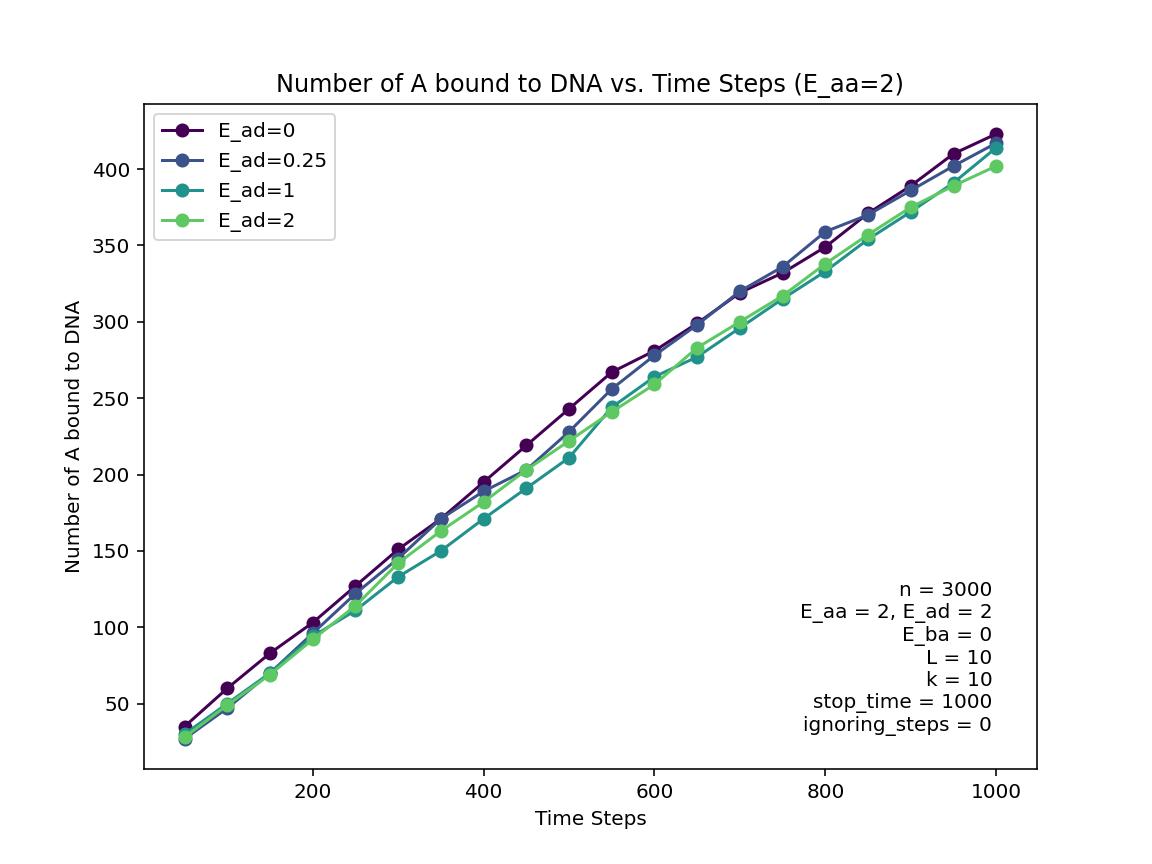 Number of A bound to DNA vs. Time Steps (E_aa=2)
E_ad=0
E_ad=0.25
E_ad=1
E_ad=2
Number of A bound to DNA
400
350
300
250
200
150
100
50
n = 3000
E_aa = 2, E_ad = 2
E_ba = 0
L = 10
k = 10
stop_time = 1000
ignoring_steps = 0
200 400 600 800 1000
Time Steps